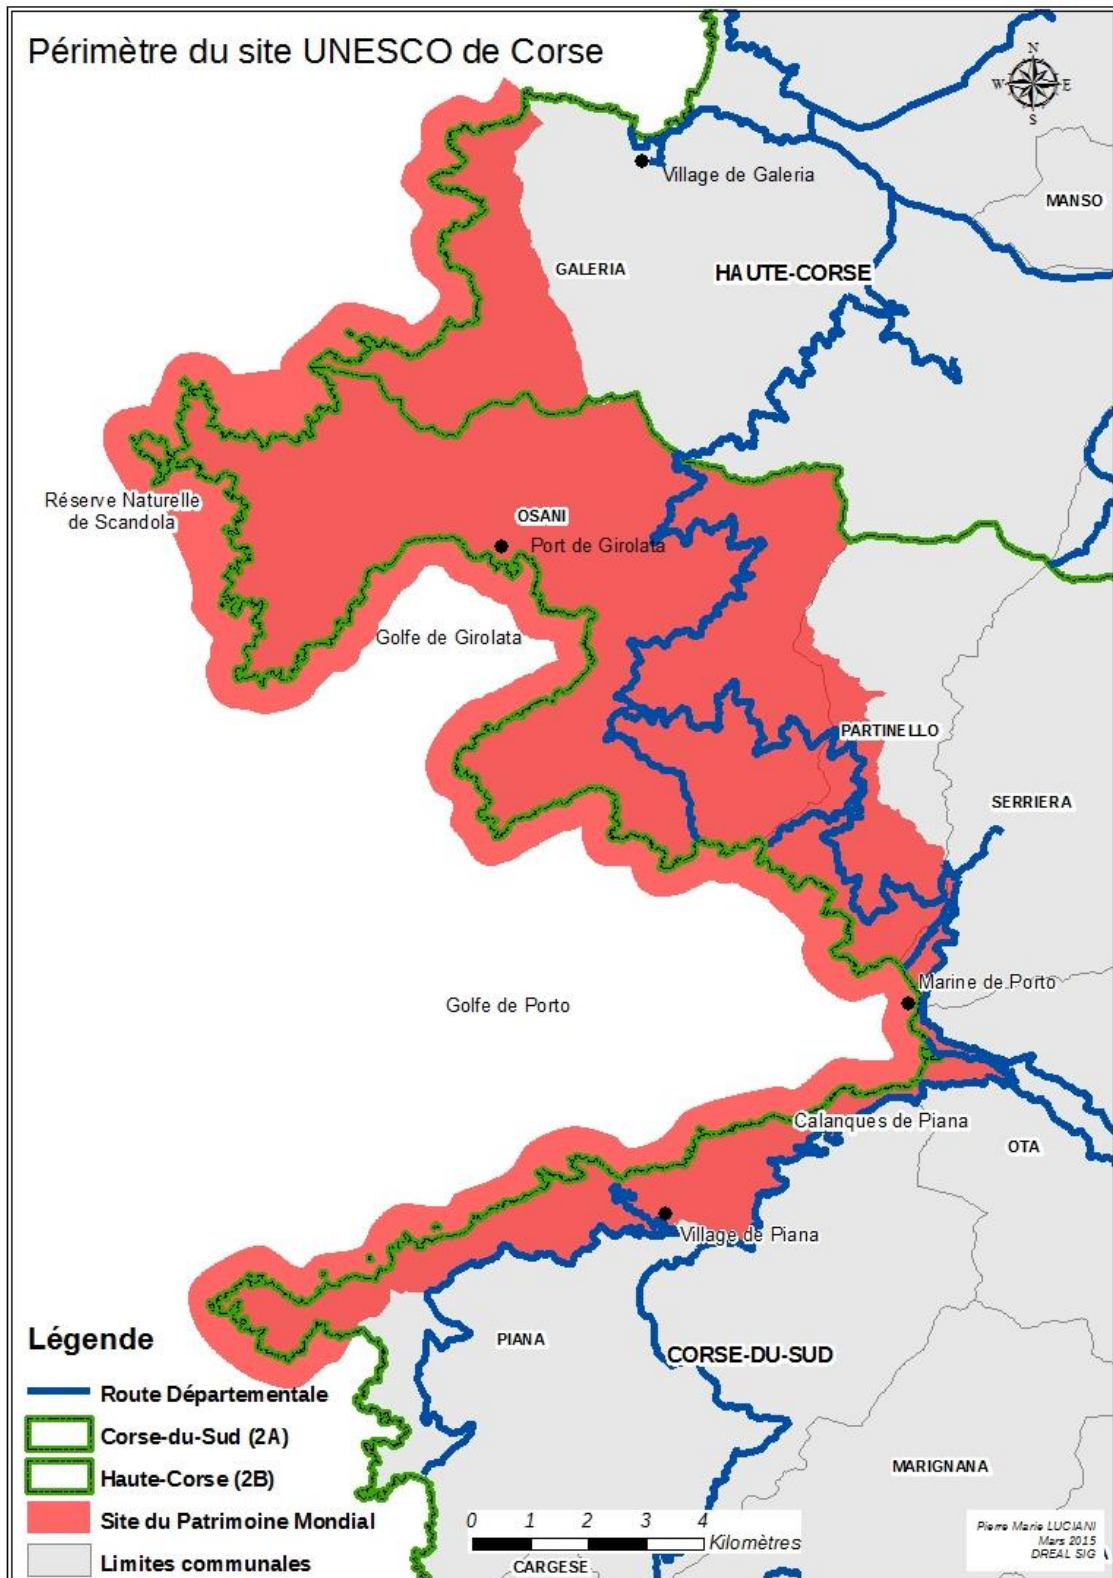 Périmètre du site UNESCO de Corse
N
W
E
S
Village de Galeria
MANSO
GALERIA
HAUTE-CORSE
Réserve Naturelle
de Scandola
OSANI
Port de Girolata
Golfe de Girolata
PARTINELLO
SERRIERA
Marine de Porto
Golfe de Porto
Calanques de Piana
OTA
Village de Piana
PIANA
CORSE-DU-SUD
MARIGNANA
CARGESE
Légende
Route Départementale
Corse-du-Sud (2A)
Haute-Corse (2B)
Site du Patrimoine Mondial
Limites communales
0 1 2 3 4
Kilomètres
Pierre Marie LUCIANI
Mars 2015
DREAL SIG